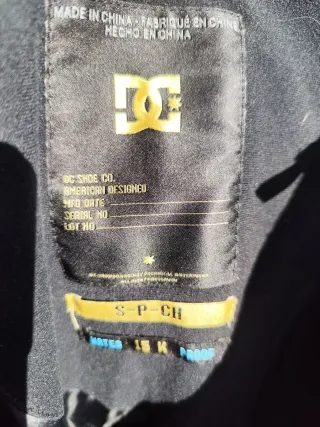 MADE IN CHINA · FABRIQUÉ EN CHINE
HECHO EN CHINA
DC
DC SHOE CO.
AMERICAN DESIGNED
MFG DATE
SERIAL NO
LOT NO
S-P-CH
WATER 15 K PROOF